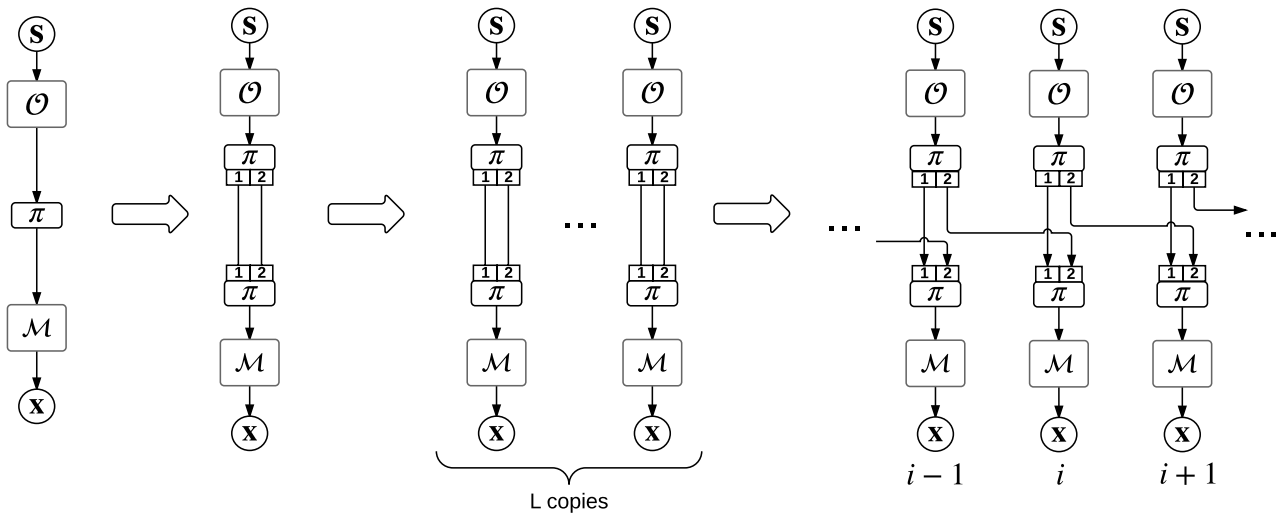 s s s s s s s
𝒪 𝒪 𝒪 𝒪 𝒪 𝒪 𝒪
π π π π π π
1 2 1 2 1 2 1 2 1 2 1 2
π
... ... ...
1 2 1 2 1 2 1 2 1 2 1 2
π π π π π π
ℳ ℳ ℳ ℳ ℳ ℳ ℳ
x x x x x x x
i − 1 i i + 1
L copies